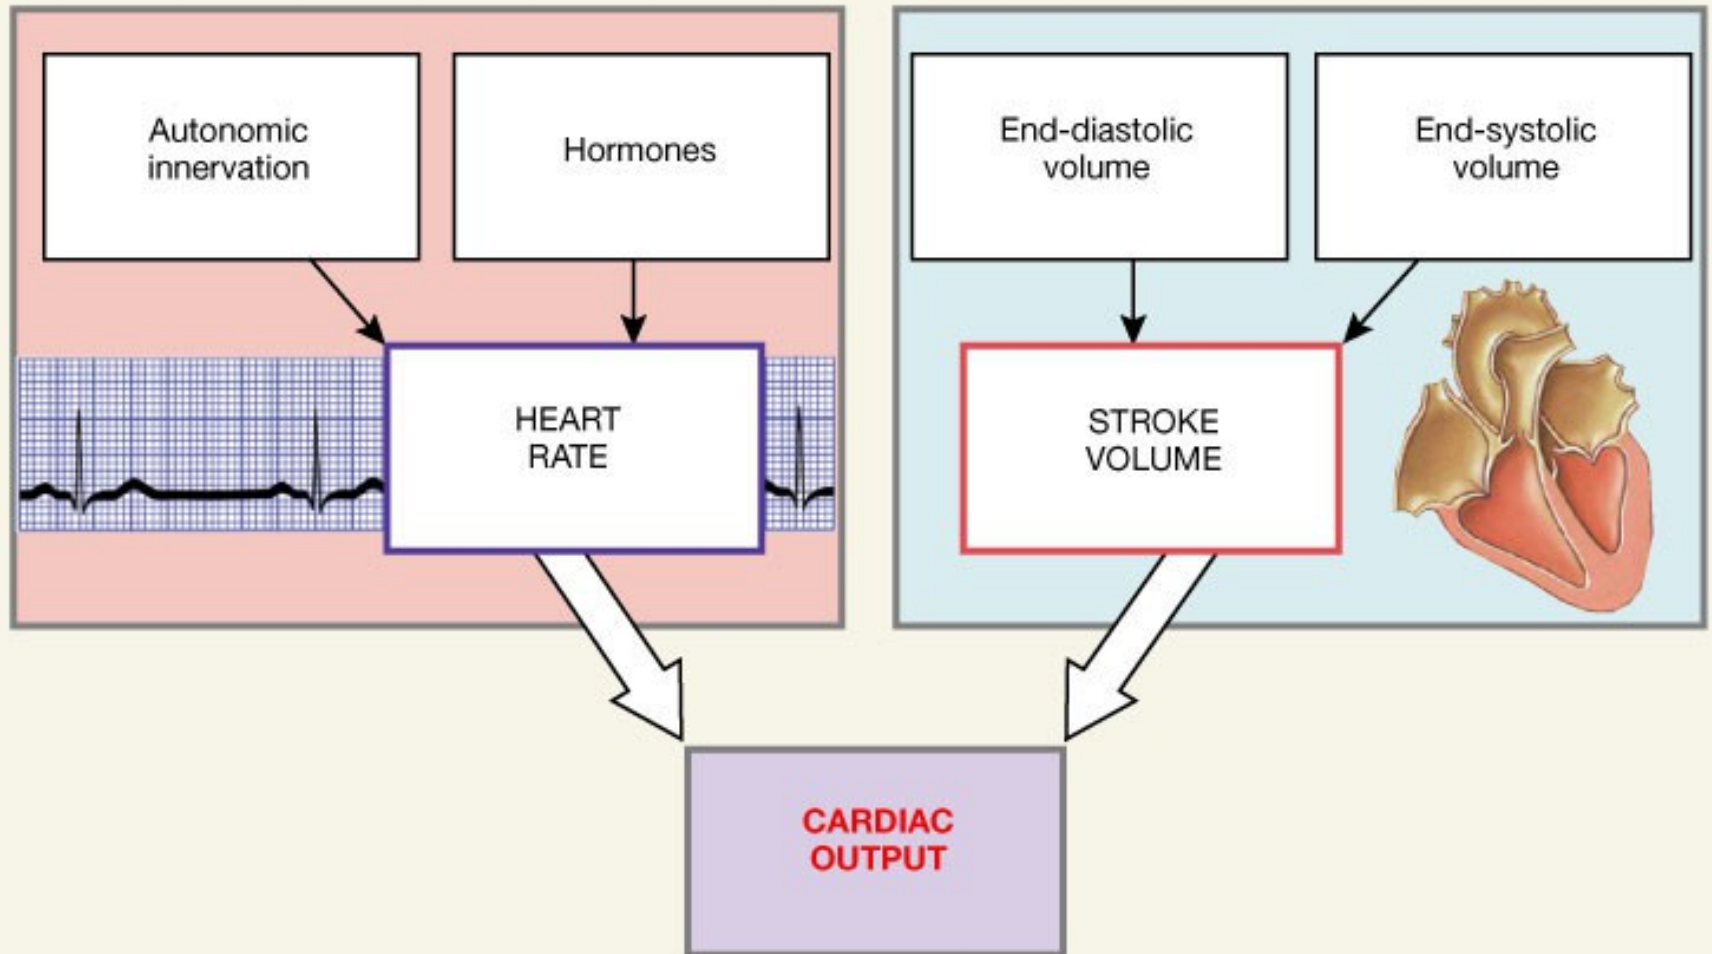 Autonomic
innervation
Hormones
End-diastolic
volume
End-systolic
volume
HEART
RATE
STROKE
VOLUME
CARDIAC
OUTPUT